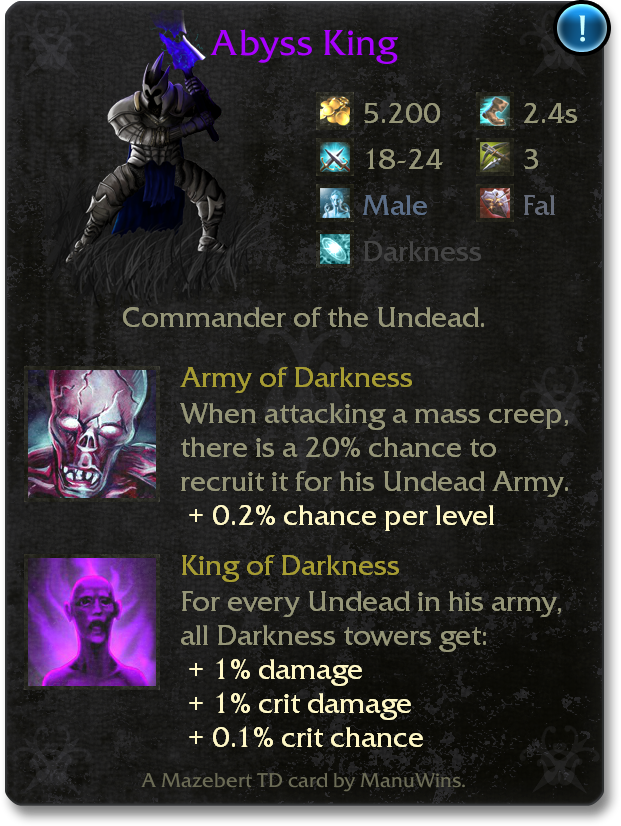 !
Abyss King
5.200 2.4s
18-24 3
Male Fal
Darkness
Commander of the Undead.
Army of Darkness
When attacking a mass creep,
there is a 20% chance to
recruit it for his Undead Army.
+ 0.2% chance per level
King of Darkness
For every Undead in his army,
all Darkness towers get:
+ 1% damage
+ 1% crit damage
+ 0.1% crit chance
A Mazebert TD card by ManuWins.